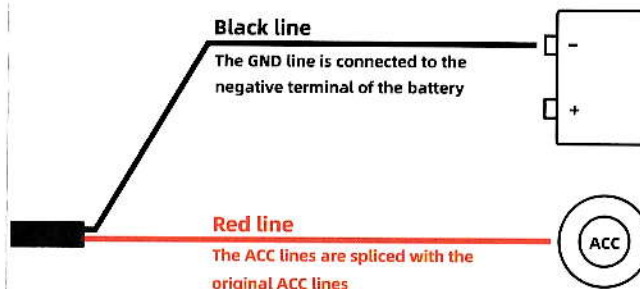 Black line
The GND line is connected to the
negative terminal of the battery
-
+
Red line
The ACC lines are spliced with the
original ACC lines
ACC